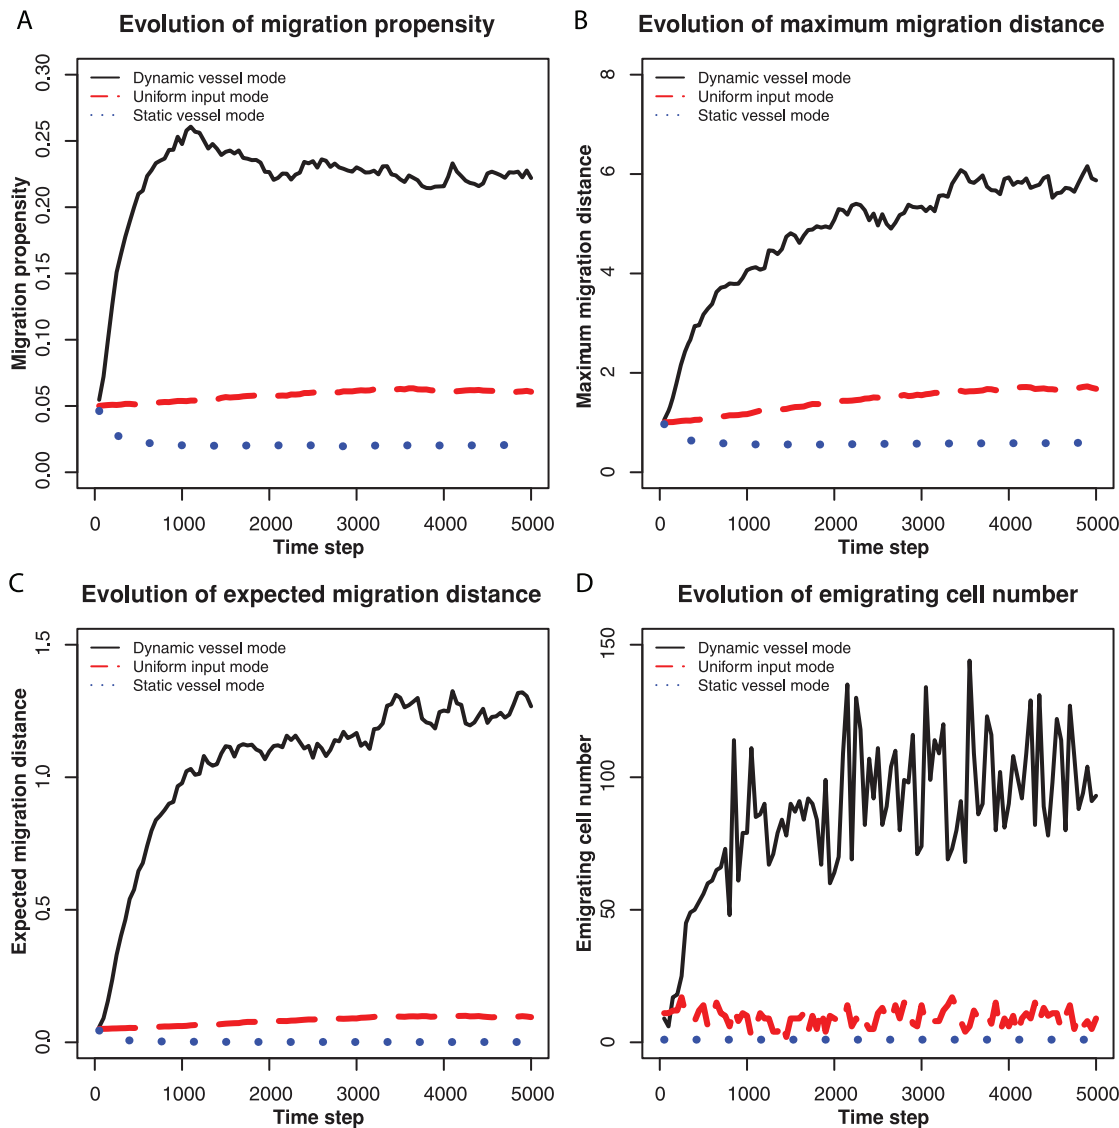 A
Evolution of migration propensity
Dynamic vessel mode
Uniform input mode
Static vessel mode
Migration propensity
0.00
0.05
0.10
0.15
0.20
0.25
0.30
0 1000 2000 3000 4000 5000
Time step
B
Evolution of maximum migration distance
Dynamic vessel mode
Uniform input mode
Static vessel mode
Maximum migration distance
0
2
4
6
8
0 1000 2000 3000 4000 5000
Time step
C
Evolution of expected migration distance
Dynamic vessel mode
Uniform input mode
Static vessel mode
Expected migration distance
0.0
0.5
1.0
1.5
0 1000 2000 3000 4000 5000
Time step
D
Evolution of emigrating cell number
Dynamic vessel mode
Uniform input mode
Static vessel mode
Emigrating cell number
0
50
100
150
0 1000 2000 3000 4000 5000
Time step